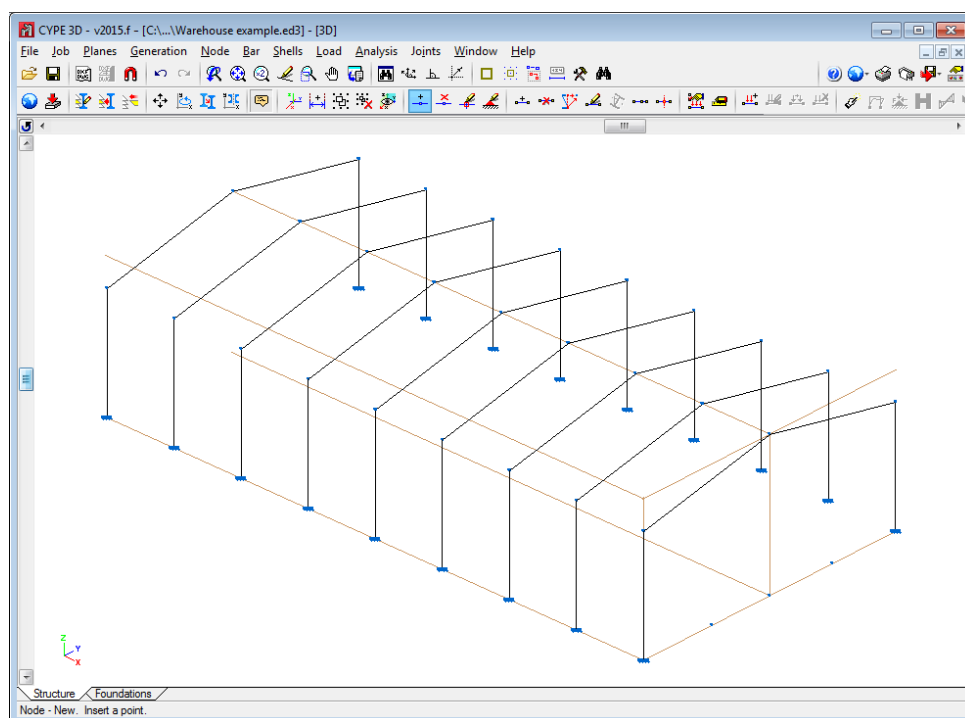 CYPE 3D - v2015.f - [C:\...\Warehouse example.ed3] - [3D]
File Job Planes Generation Node Bar Shells Load Analysis Joints Window Help
Z
Y
X
Structure Foundations
Node - New. Insert a point.